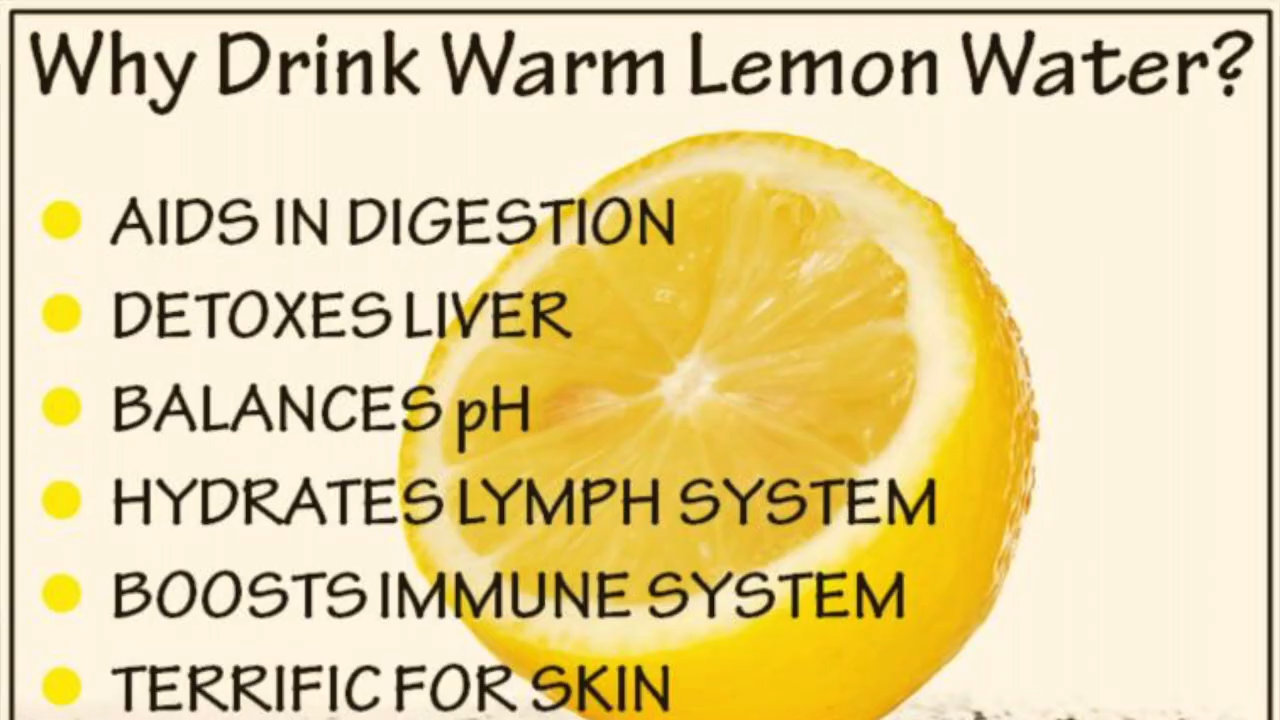 Why Drink Warm Lemon Water?
AIDS IN DIGESTION
DETOXES LIVER
BALANCES pH
HYDRATES LYMPH SYSTEM
BOOSTS IMMUNE SYSTEM
TERRIFIC FOR SKIN